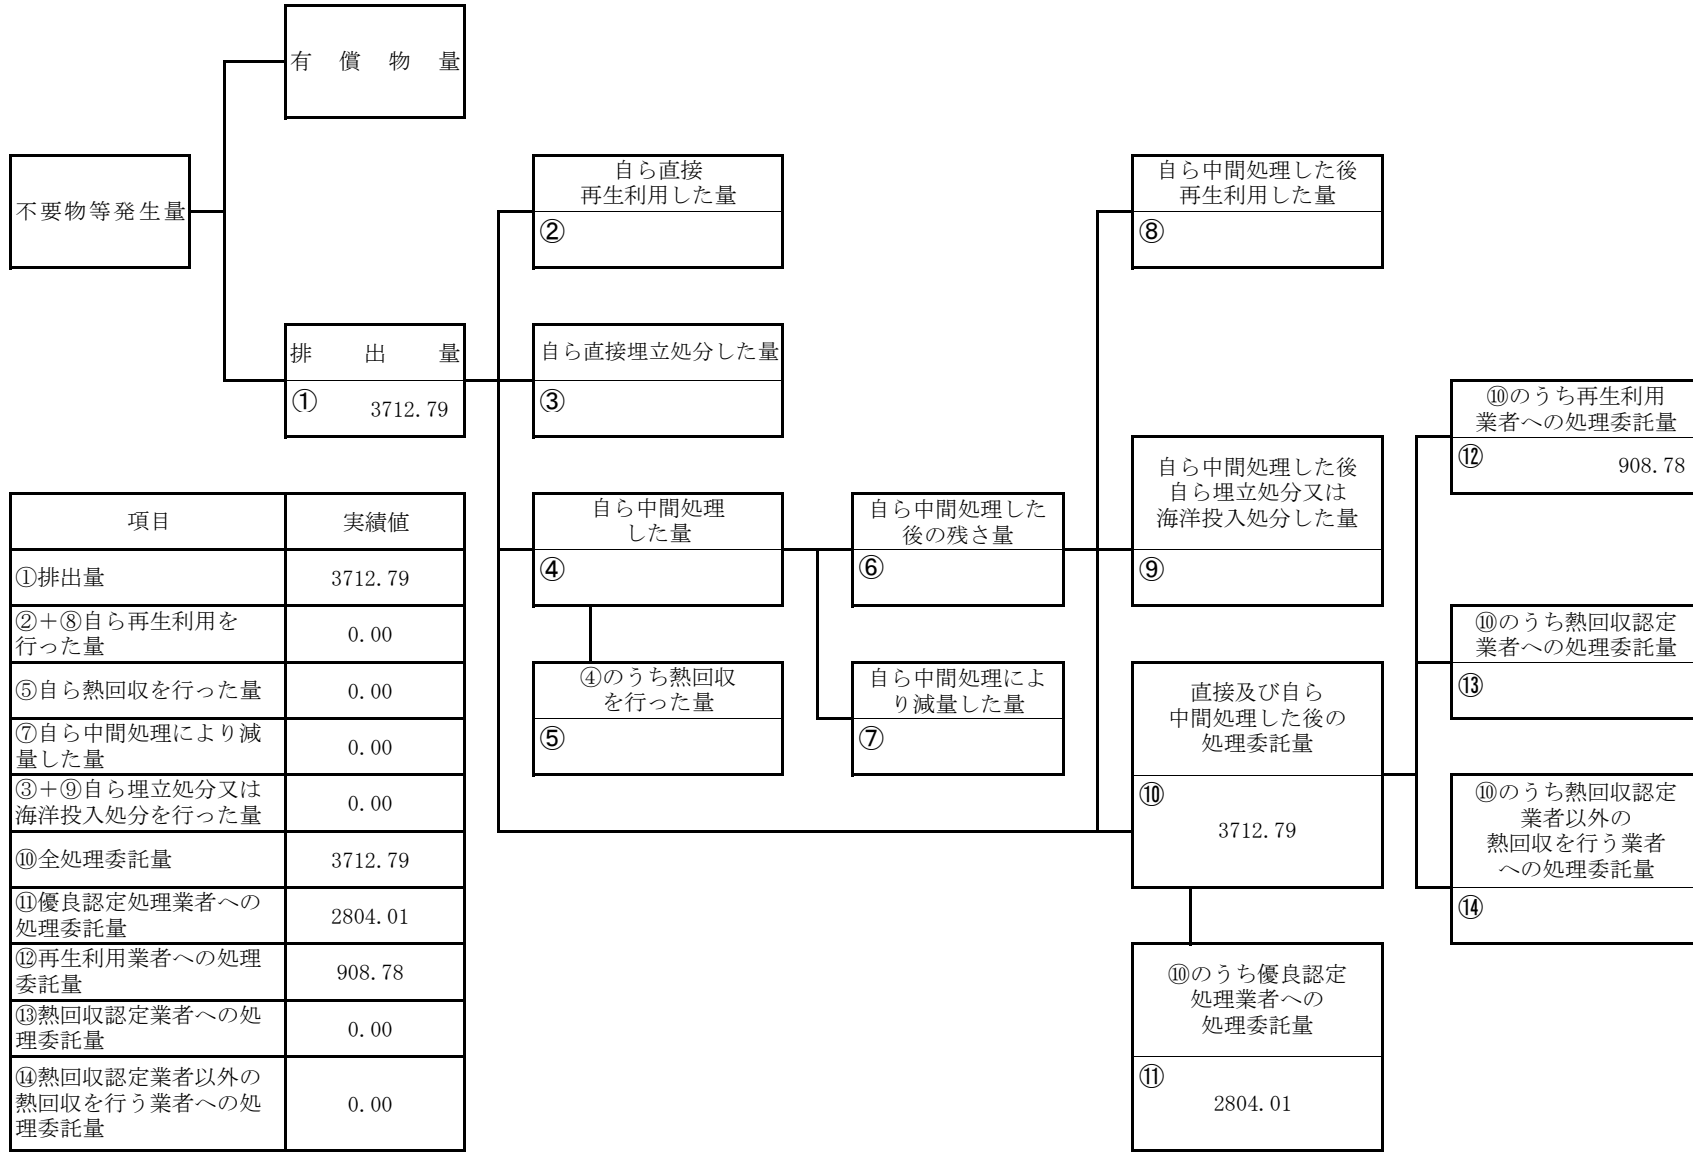 有償物量
不要物等発生量
排出量
① 3712.79
自ら直接
再生利用した量
②
自ら直接埋立処分した量
③
自ら中間処理
した量
④
④のうち熱回収
を行った量
⑤
自ら中間処理した
後の残さ量
⑥
自ら中間処理によ
り減量した量
⑦
自ら中間処理した後
再生利用した量
⑧
自ら中間処理した後
自ら埋立処分又は
海洋投入処分した量
⑨
直接及び自ら
中間処理した後の
処理委託量
⑩
3712.79
⑩のうち優良認定
処理業者への
処理委託量
⑪
2804.01
⑩のうち再生利用
業者への処理委託量
⑫ 908.78
⑩のうち熱回収認定
業者への処理委託量
⑬
⑩のうち熱回収認定
業者以外の
熱回収を行う業者
への処理委託量
⑭
項目 実績値
①排出量 3712.79
②＋⑧自ら再生利用を
行った量 0.00
⑤自ら熱回収を行った量 0.00
⑦自ら中間処理により減
量した量 0.00
③＋⑨自ら埋立処分又は
海洋投入処分を行った量 0.00
⑩全処理委託量 3712.79
⑪優良認定処理業者への
処理委託量 2804.01
⑫再生利用業者への処理
委託量 908.78
⑬熱回収認定業者への処
理委託量 0.00
⑭熱回収認定業者以外の
熱回収を行う業者への処
理委託量 0.00